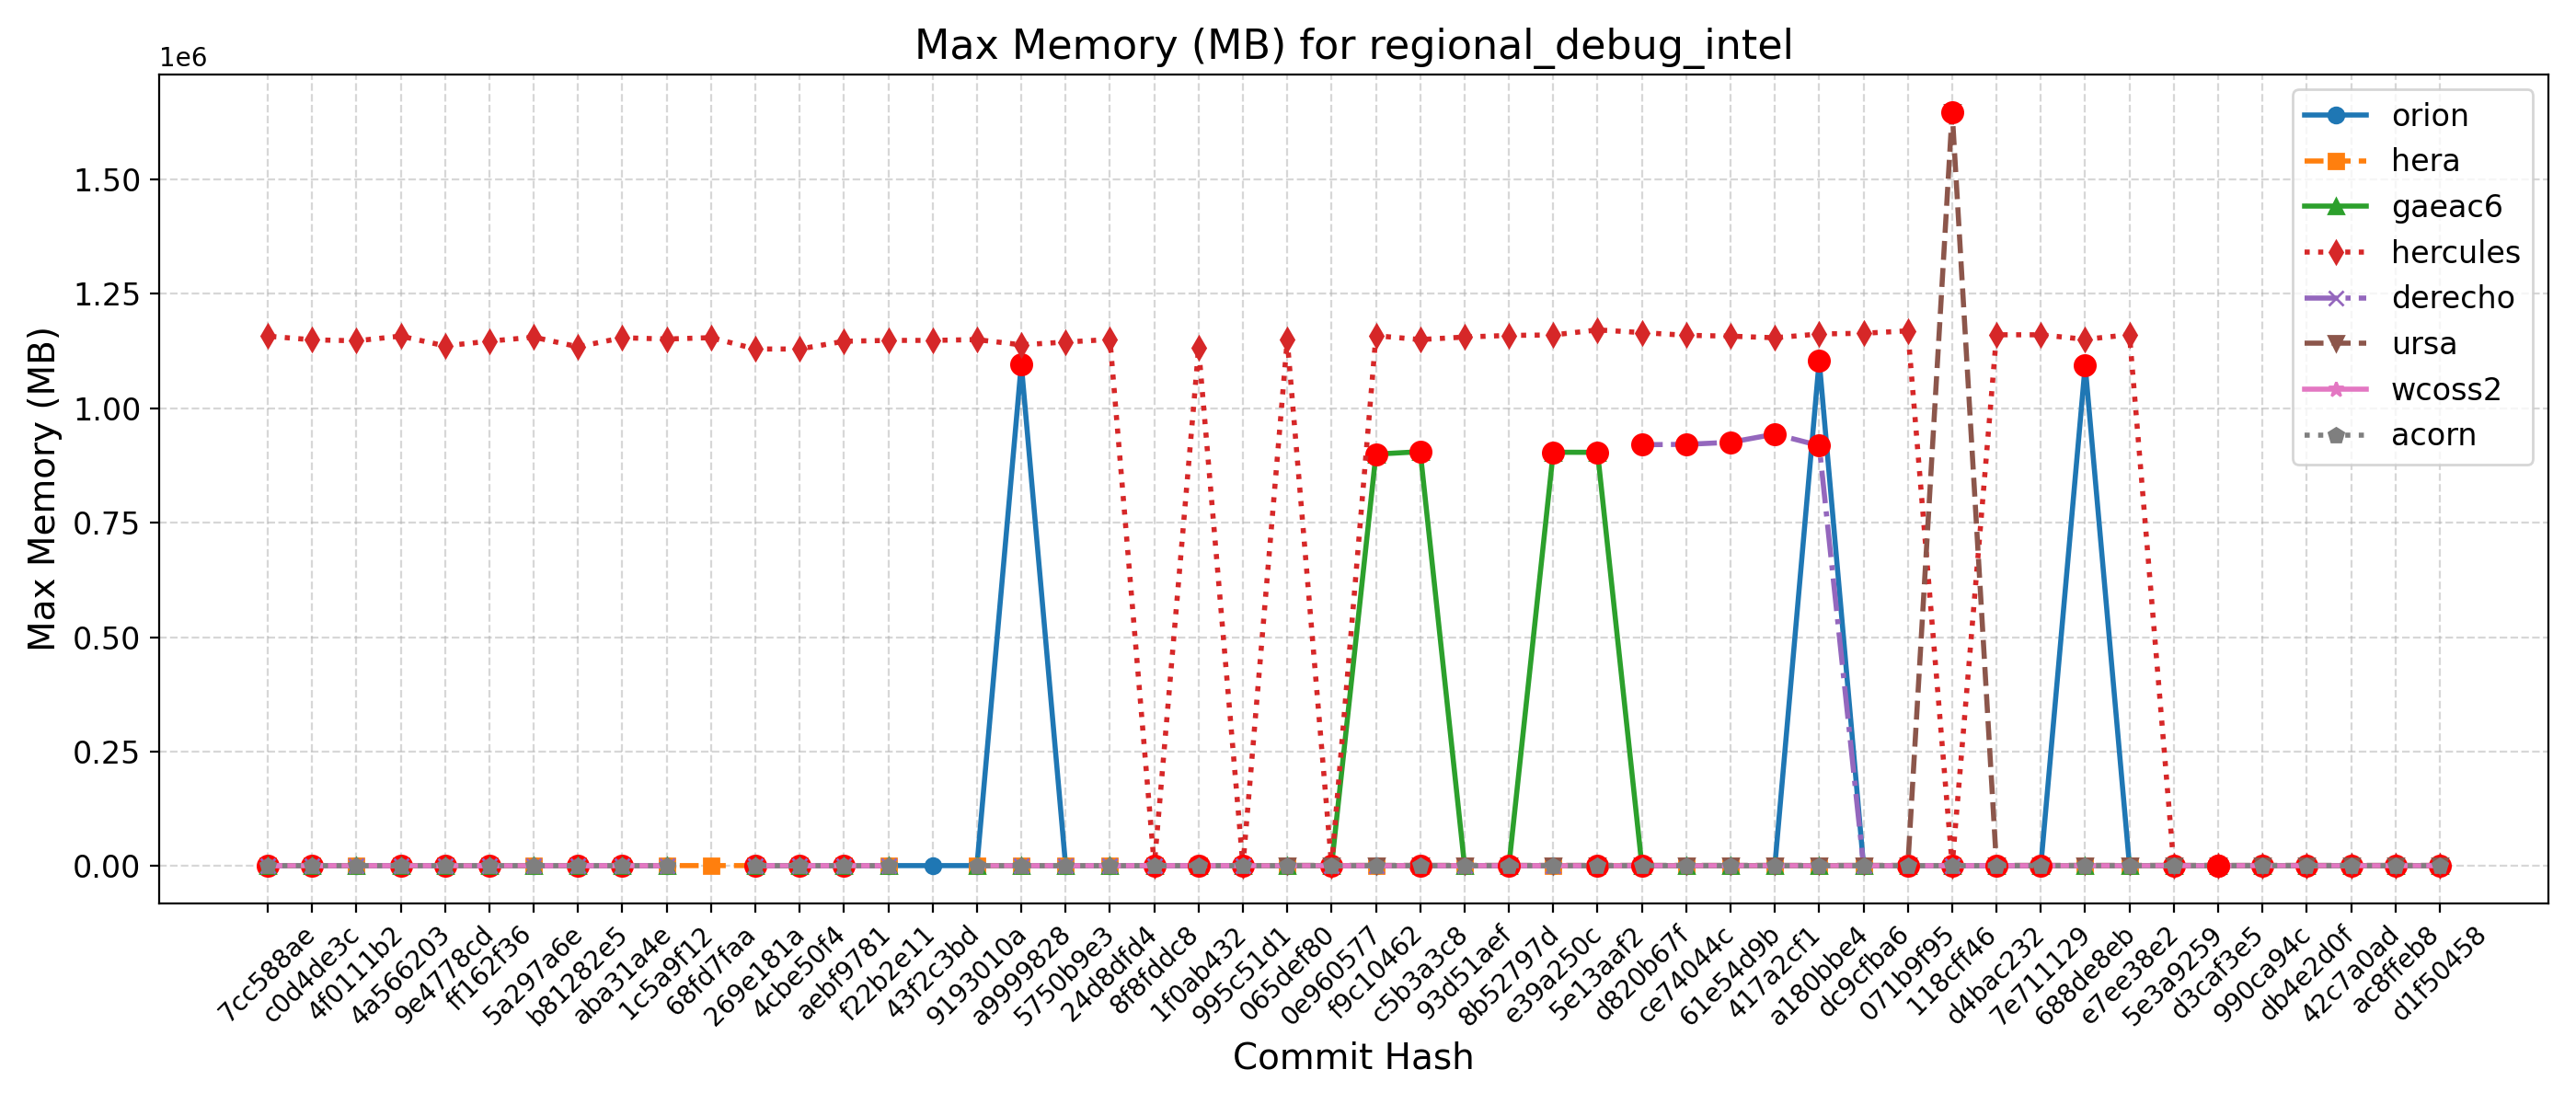 Max Memory (MB) for regional_debug_intel
1e6
1.50
1.25
1.00
0.75
0.50
0.25
0.00
Max Memory (MB)
orion
hera
gaeac6
hercules
derecho
ursa
wcoss2
acorn
7cc588ae
c0d4de3c
4f0111b2
4a566203
9e4778cd
ff162f36
5a297a6e
b81282e5
aba31a4e
1c5a9f12
68fd7faa
269e181a
4cbe50f4
aebf9781
f22b2e11
43f2c3bd
9193010a
a9999828
5750b9e3
24d8dfd4
8f8fddc8
1f0ab432
995c51d1
065def80
0e960577
f9c10462
c5b3a3c8
93d51aef
8b52797d
e39a250c
5e13aaf2
d820b67f
ce74044c
61e54d9b
417a2cf1
a180bbe4
dc9cfba6
071b9f95
118cff46
d4bac232
7e711129
688de8eb
e7ee38e2
5e3a9259
d3caf3e5
990ca94c
db4e2d0f
42c7a0ad
ac8ffeb8
d1f50458
Commit Hash